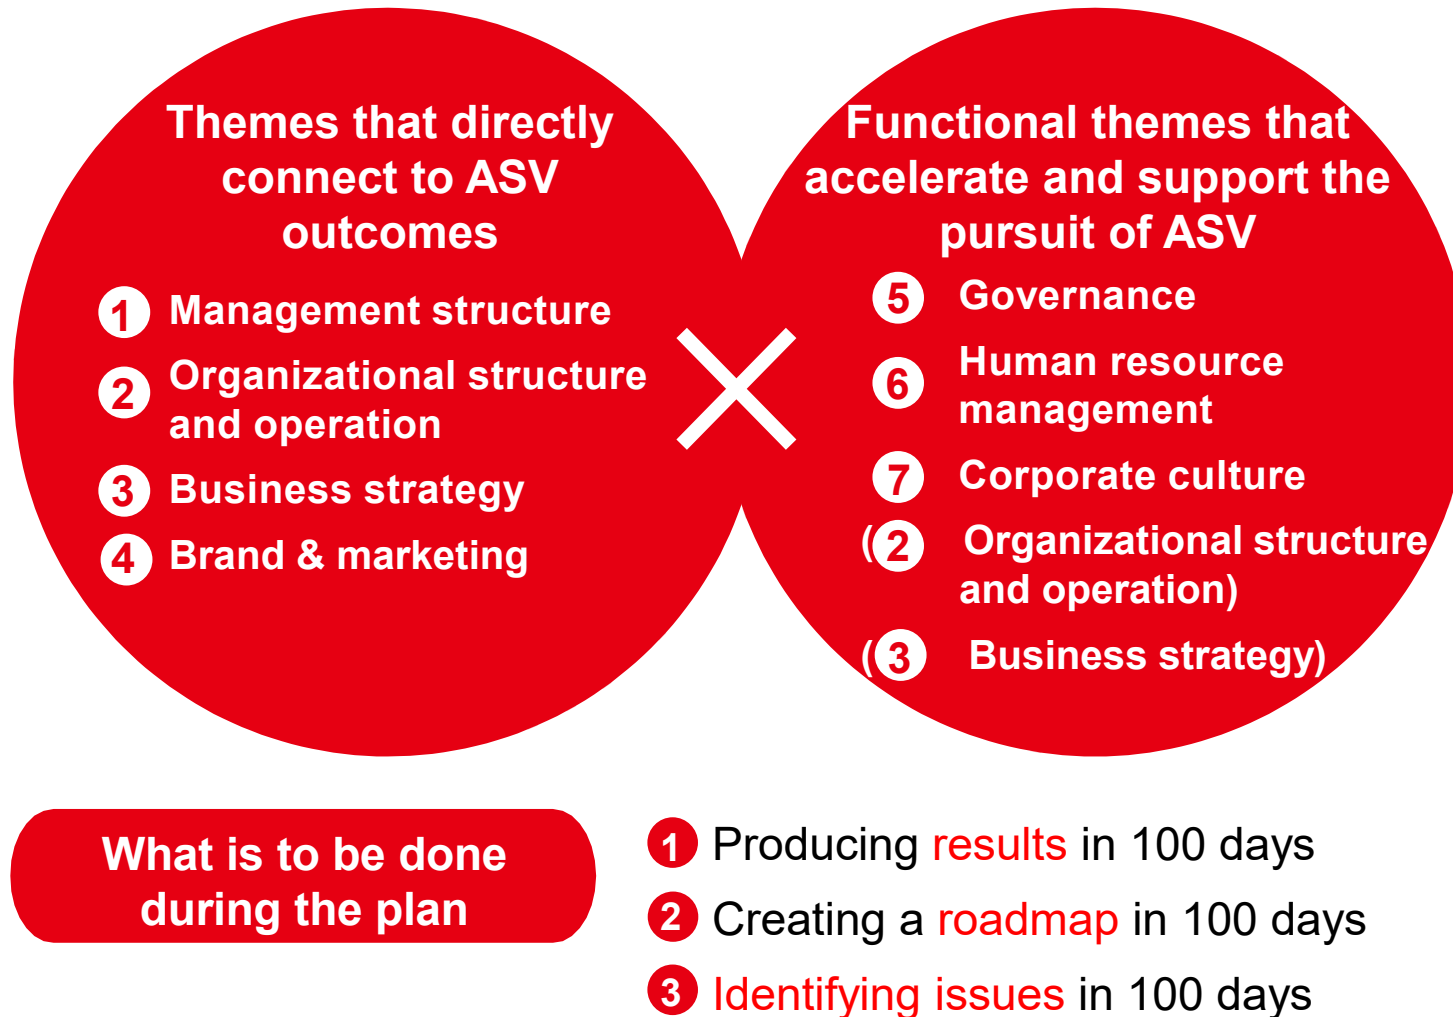 Themes that directly
connect to ASV
outcomes
1 Management structure
2 Organizational structure
and operation
3 Business strategy
4 Brand & marketing
Functional themes that
accelerate and support the
pursuit of ASV
5 Governance
6 Human resource
management
7 Corporate culture
(2 Organizational structure
and operation)
(3 Business strategy)
What is to be done
during the plan
1 Producing results in 100 days
2 Creating a roadmap in 100 days
3 Identifying issues in 100 days